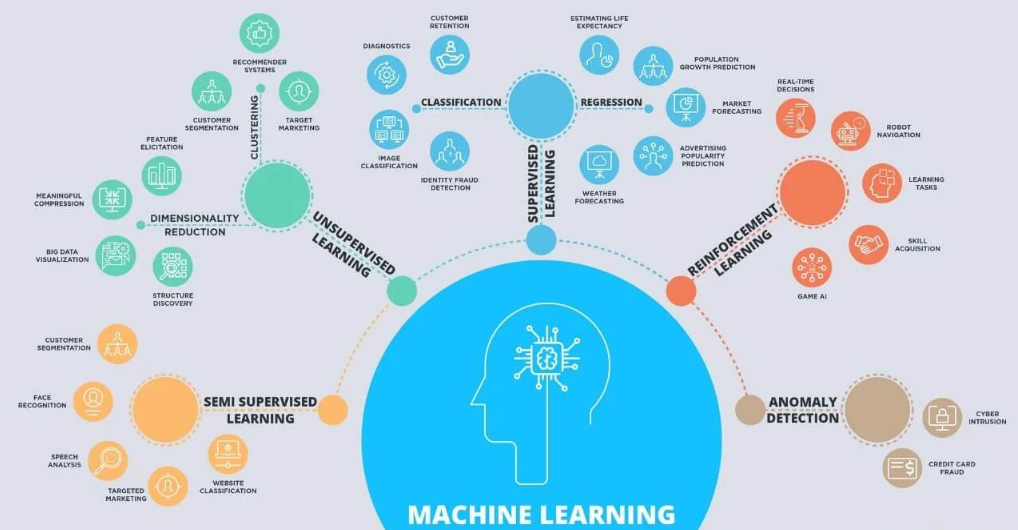 CUSTOMER
RETENTION
ESTIMATING LIFE
EXPECTANCY
DIAGNOSTICS
POPULATION
GROWTH PREDICTION
CLASSIFICATION
REGRESSION
MARKET
FORECASTING
IMAGE
CLASSIFICATION
IDENTITY FRAUD
DETECTION
WEATHER
FORECASTING
ADVERTISING
POPULARITY
PREDICTION
SUPERVISED
LEARNING
RECOMMENDER
SYSTEMS
CUSTOMER
SEGMENTATION
TARGET
MARKETING
CLUSTERING
FEATURE
ELICITATION
MEANINGFUL
COMPRESSION
DIMENSIONALITY
REDUCTION
BIG DATA
VISUALIZATION
STRUCTURE
DISCOVERY
UNSUPERVISED
LEARNING
REAL-TIME
DECISIONS
ROBOT
NAVIGATION
LEARNING
TASKS
SKILL
ACQUISITION
GAME AI
REINFORCEMENT
LEARNING
CUSTOMER
SEGMENTATION
FACE
RECOGNITION
SPEECH
ANALYSIS
TARGETED
MARKETING
WEBSITE
CLASSIFICATION
SEMI SUPERVISED
LEARNING
ANOMALY
DETECTION
CYBER
INTRUSION
CREDIT CARD
FRAUD
MACHINE LEARNING